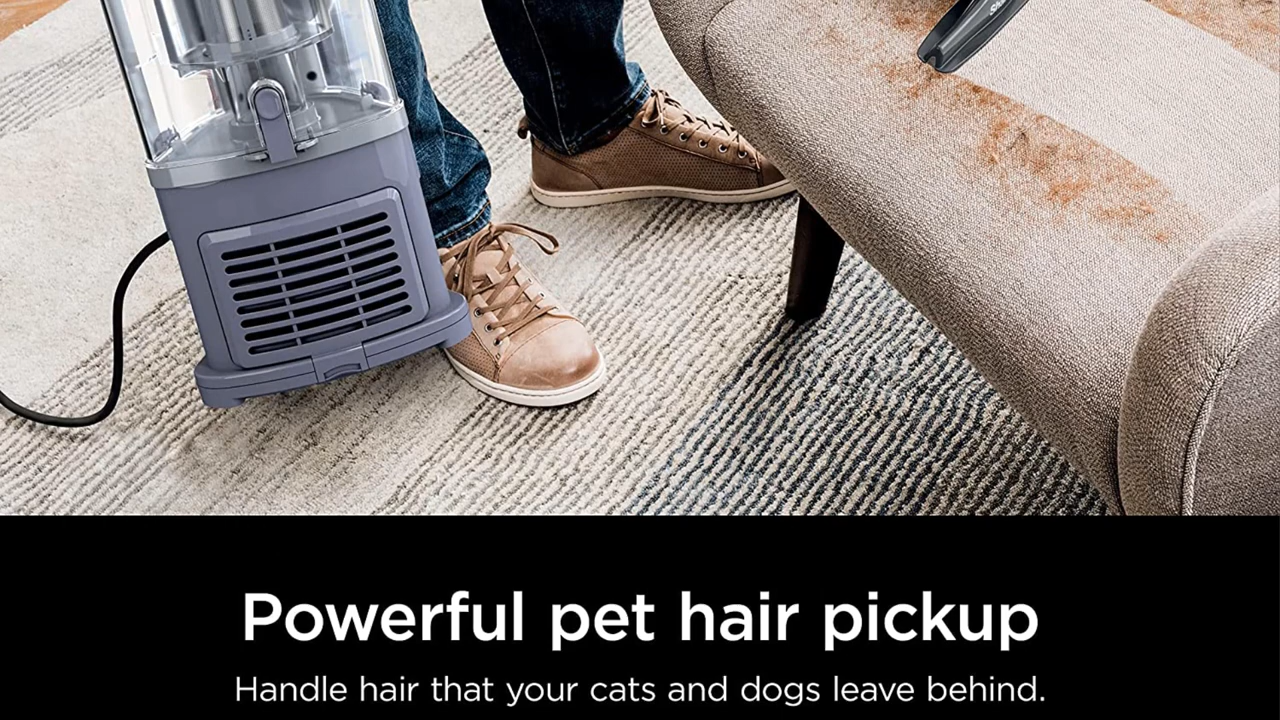 Powerful pet hair pickup
Handle hair that your cats and dogs leave behind.